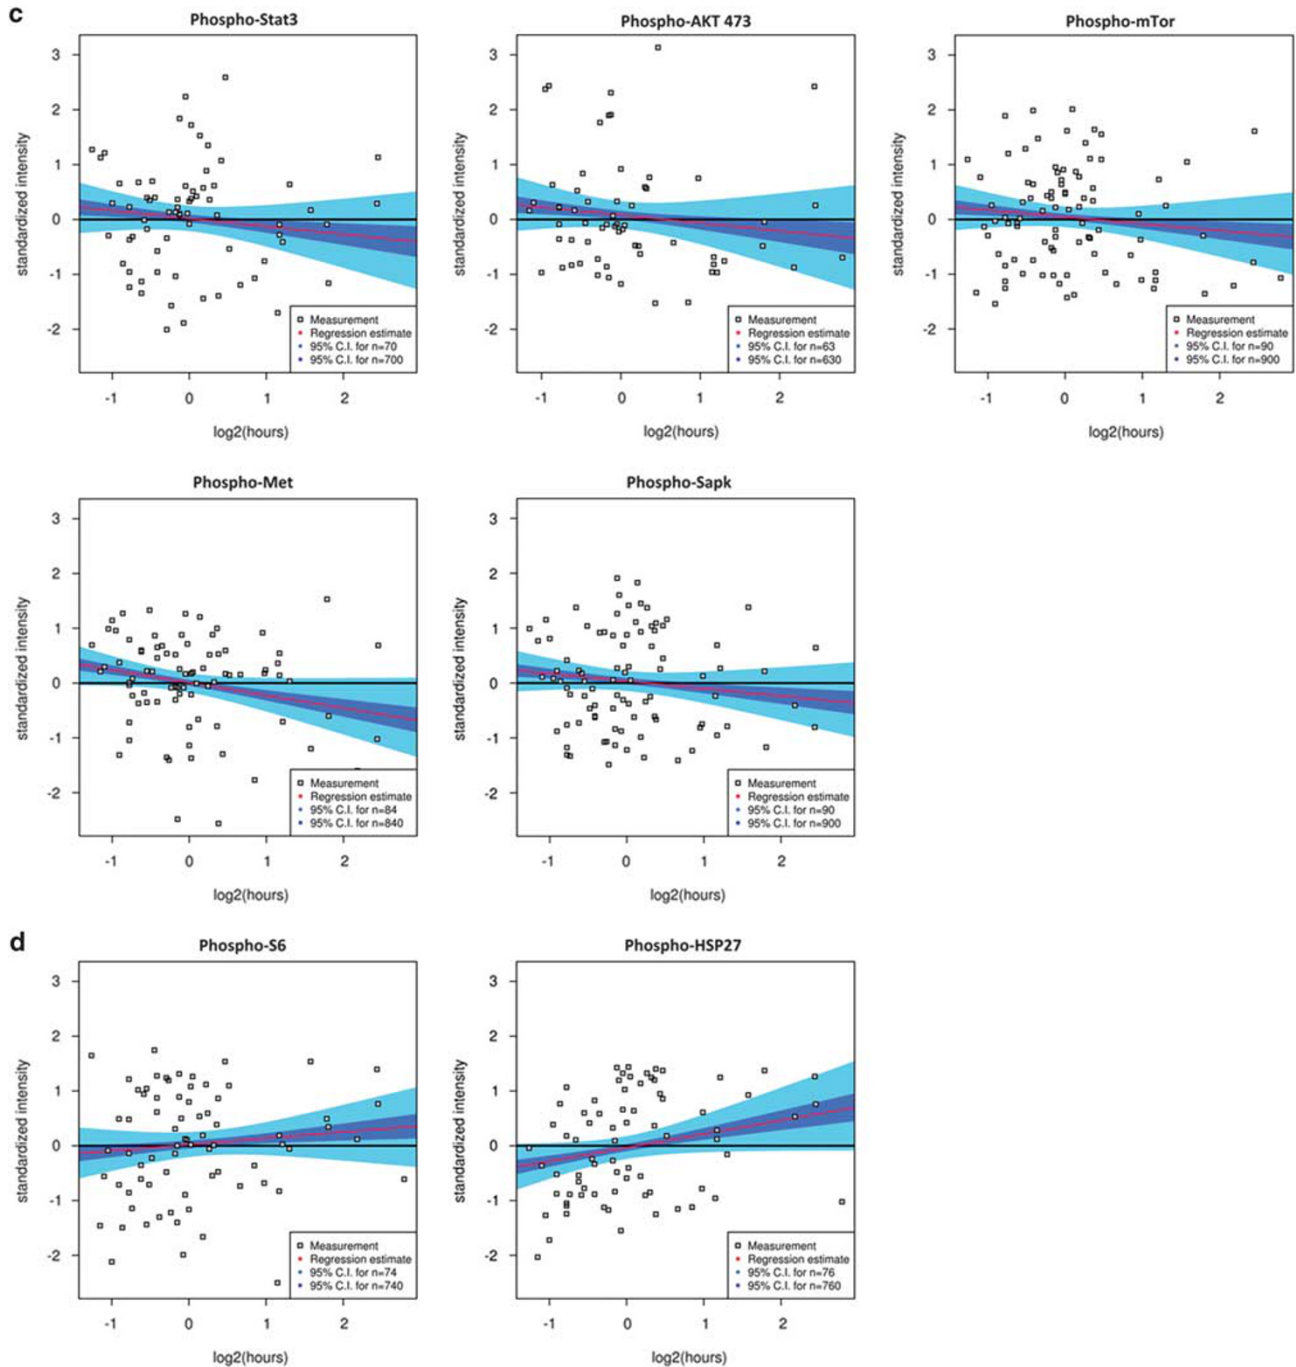 c
Phospho-Stat3
Phospho-AKT 473
Phospho-mTor
standardized intensity
3
2
1
0
-1
-2
Measurement
Regression estimate
95% C.I. for n=70
95% C.I. for n=700
-1 0 1 2
log2(hours)
standardized intensity
3
2
1
0
-1
-2
Measurement
Regression estimate
95% C.I. for n=63
95% C.I. for n=630
-1 0 1 2
log2(hours)
standardized intensity
3
2
1
0
-1
-2
Measurement
Regression estimate
95% C.I. for n=90
95% C.I. for n=900
-1 0 1 2
log2(hours)
Phospho-Met
Phospho-Sapk
standardized intensity
3
2
1
0
-1
-2
Measurement
Regression estimate
95% C.I. for n=84
95% C.I. for n=840
-1 0 1 2
log2(hours)
standardized intensity
3
2
1
0
-1
-2
Measurement
Regression estimate
95% C.I. for n=90
95% C.I. for n=900
-1 0 1 2
log2(hours)
d
Phospho-S6
Phospho-HSP27
standardized intensity
3
2
1
0
-1
-2
Measurement
Regression estimate
95% C.I. for n=74
95% C.I. for n=740
-1 0 1 2
log2(hours)
standardized intensity
3
2
1
0
-1
-2
Measurement
Regression estimate
95% C.I. for n=76
95% C.I. for n=760
-1 0 1 2
log2(hours)